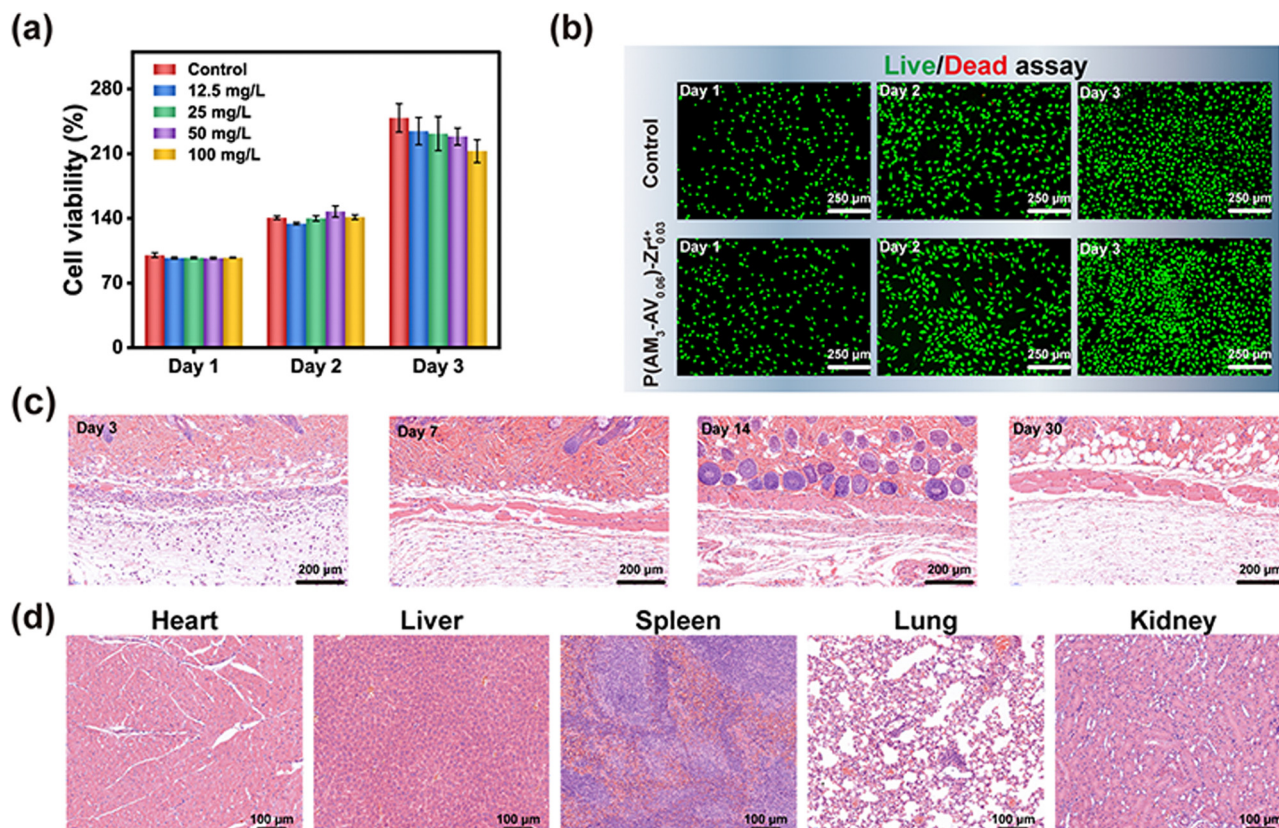 (a)
Cell viability (%)
280
210
140
70
0
Control
12.5 mg/L
25 mg/L
50 mg/L
100 mg/L
Day 1
Day 2
Day 3
(b)
Live/Dead assay
Control
Day 1
250 µm
Day 2
250 µm
Day 3
250 µm
P(AM₃-AV₀.₀₆)-Zr⁴⁺₀.₀₃
Day 1
250 µm
Day 2
250 µm
Day 3
250 µm
(c)
Day 3
200 µm
Day 7
200 µm
Day 14
200 µm
Day 30
200 µm
(d)
Heart
100 µm
Liver
100 µm
Spleen
100 µm
Lung
100 µm
Kidney
100 µm